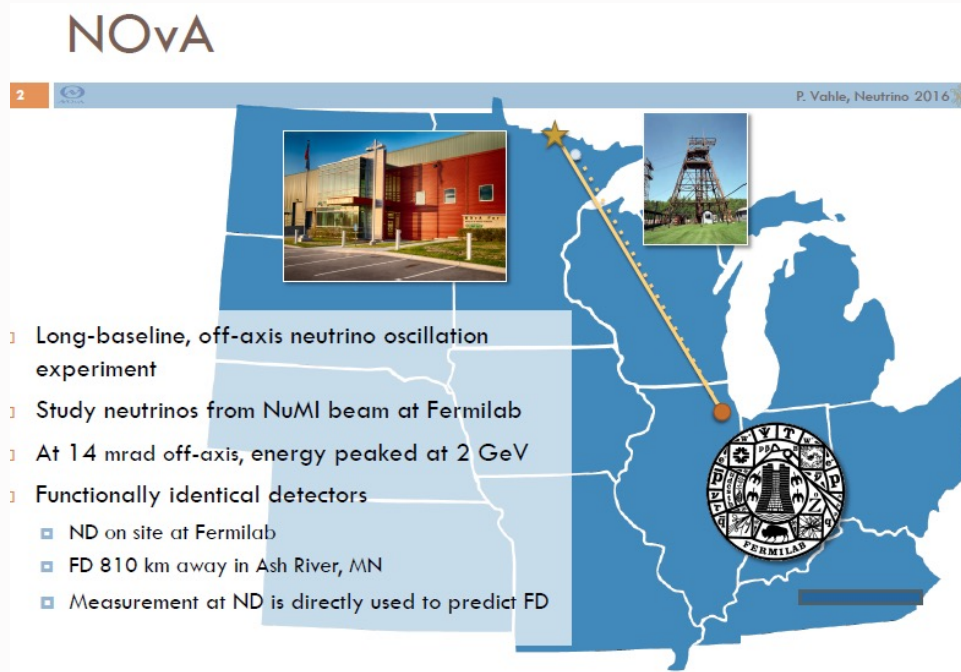 NOvA
2
P. Vahle, Neutrino 2016
Long-baseline, off-axis neutrino oscillation
experiment
Study neutrinos from NuMI beam at Fermilab
At 14 mrad off-axis, energy peaked at 2 GeV
Functionally identical detectors
ND on site at Fermilab
FD 810 km away in Ash River, MN
Measurement at ND is directly used to predict FD
FERMILAB